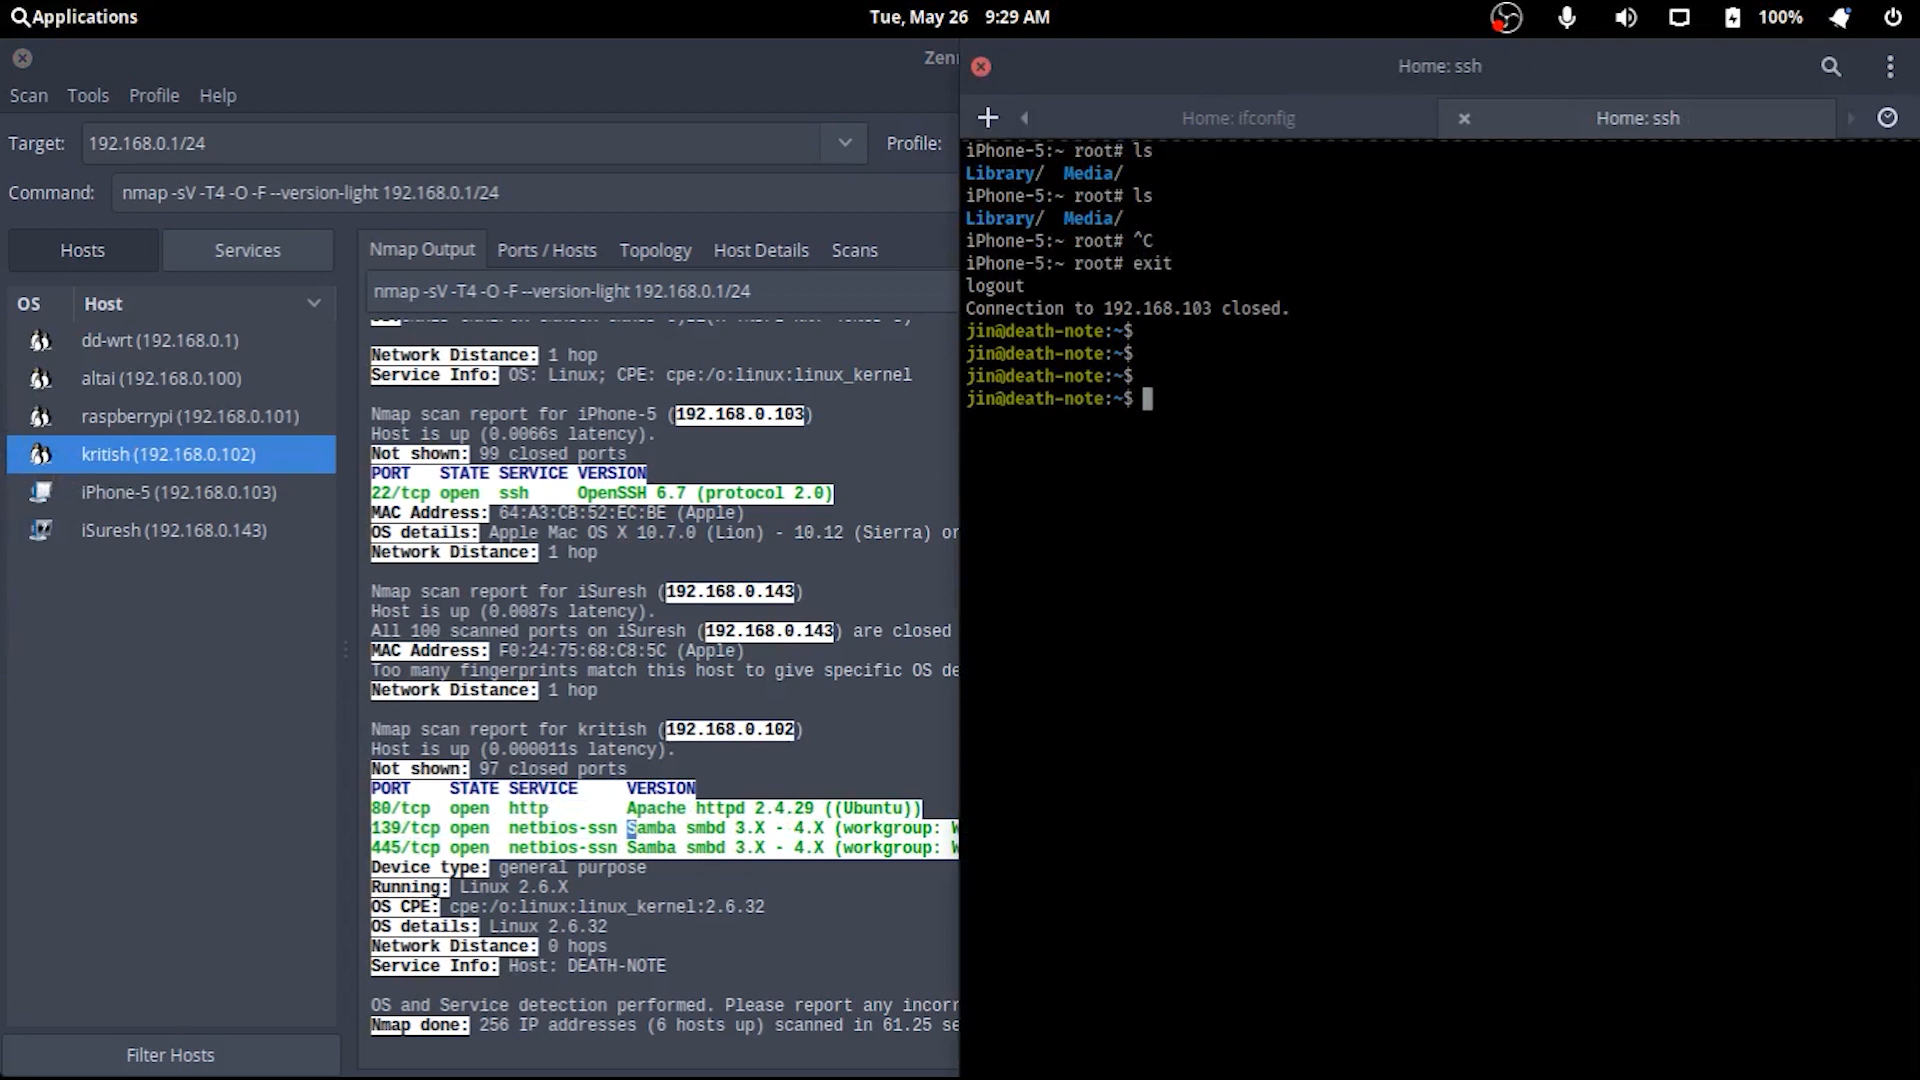 Applications
Tue, May 26 9:29 AM
100%
Zenr
Scan Tools Profile Help
Target: 192.168.0.1/24 Profile:
Command: nmap -sV -T4 -O -F --version-light 192.168.0.1/24
Hosts Services
OS Host
dd-wrt (192.168.0.1)
altai (192.168.0.100)
raspberrypi (192.168.0.101)
kritish (192.168.0.102)
iPhone-5 (192.168.0.103)
iSuresh (192.168.0.143)
Filter Hosts
Nmap Output Ports / Hosts Topology Host Details Scans
nmap -sV -T4 -O -F --version-light 192.168.0.1/24
Network Distance: 1 hop
Service Info: OS: Linux; CPE: cpe:/o:linux:linux_kernel
Nmap scan report for iPhone-5 (192.168.0.103)
Host is up (0.0066s latency).
Not shown: 99 closed ports
PORT STATE SERVICE VERSION
22/tcp open ssh OpenSSH 6.7 (protocol 2.0)
MAC Address: 64:A3:CB:52:EC:BE (Apple)
OS details: Apple Mac OS X 10.7.0 (Lion) - 10.12 (Sierra) or
Network Distance: 1 hop
Nmap scan report for iSuresh (192.168.0.143)
Host is up (0.0087s latency).
All 100 scanned ports on iSuresh (192.168.0.143) are closed
MAC Address: F0:24:75:68:C8:5C (Apple)
Too many fingerprints match this host to give specific OS de
Network Distance: 1 hop
Nmap scan report for kritish (192.168.0.102)
Host is up (0.000011s latency).
Not shown: 97 closed ports
PORT STATE SERVICE VERSION
80/tcp open http Apache httpd 2.4.29 ((Ubuntu))
139/tcp open netbios-ssn Samba smbd 3.X - 4.X (workgroup: W
445/tcp open netbios-ssn Samba smbd 3.X - 4.X (workgroup: W
Device type: general purpose
Running: Linux 2.6.X
OS CPE: cpe:/o:linux:linux_kernel:2.6.32
OS details: Linux 2.6.32
Network Distance: 0 hops
Service Info: Host: DEATH-NOTE
OS and Service detection performed. Please report any incorr
Nmap done: 256 IP addresses (6 hosts up) scanned in 61.25 se
Home: ssh
Home: ifconfig Home: ssh
iPhone-5:~ root# ls
Library/ Media/
iPhone-5:~ root# ls
Library/ Media/
iPhone-5:~ root# ^C
iPhone-5:~ root# exit
logout
Connection to 192.168.103 closed.
jin@death-note:~$
jin@death-note:~$
jin@death-note:~$
jin@death-note:~$